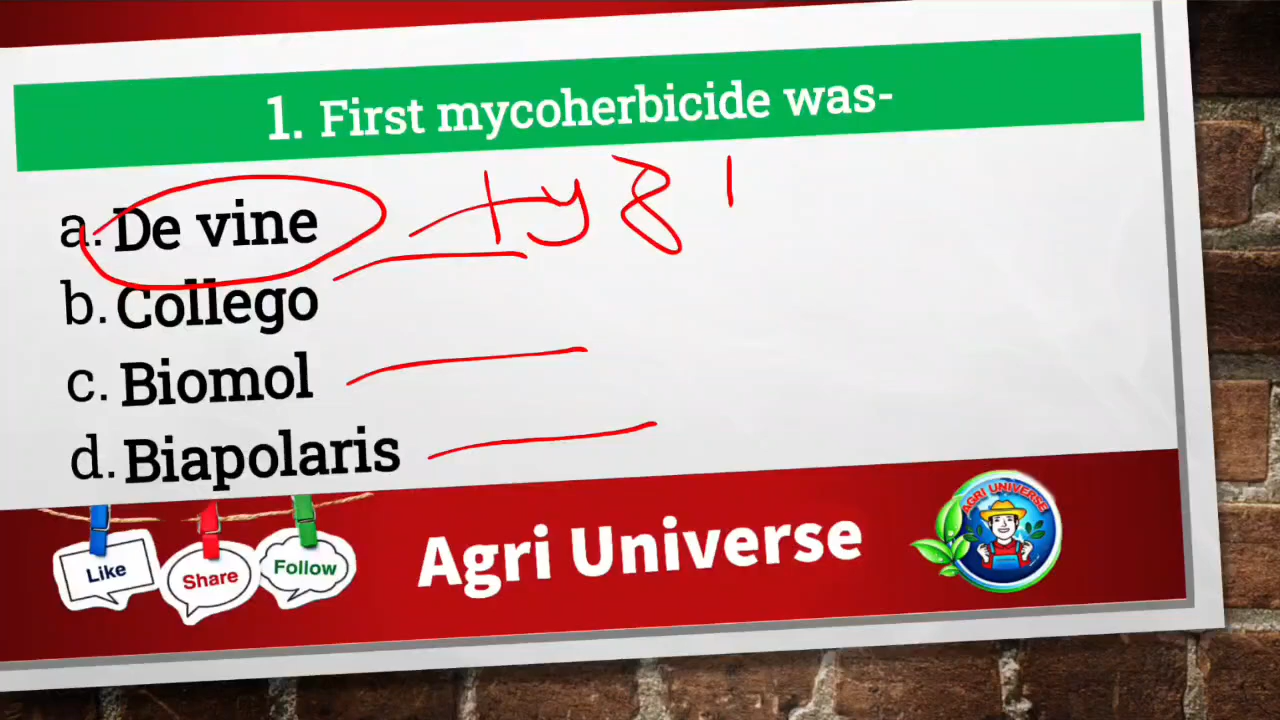 1. First mycoherbicide was-
a. De vine
b. Collego
c. Biomol
d. Biapolaris
Like
Share
Follow
Agri Universe
AGRI UNIVERSE